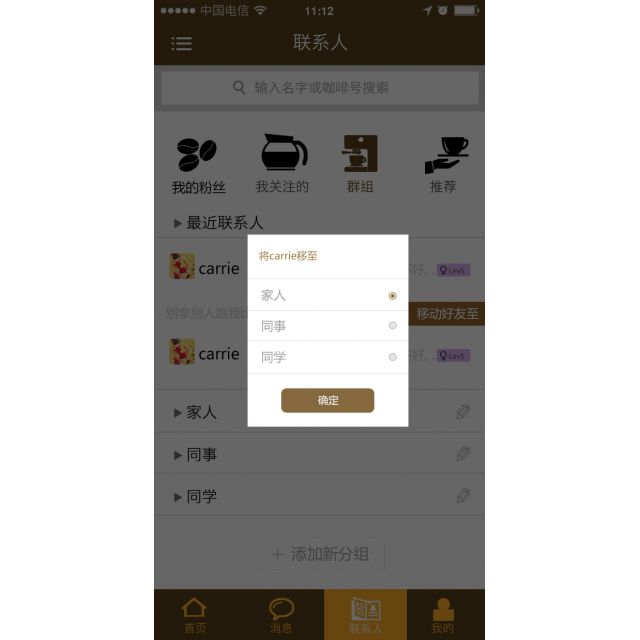 中国电信 11:12
联系人
输入名字或咖啡号搜索
我的粉丝 我关注的 群组 推荐
最近联系人
将carrie移至
carrie Lev5
家人
别拿别人跟我 移动好友至
同事
carrie Lev5
同学
确定
家人
同事
同学
+ 添加新分组
首页 消息 联系人 我的